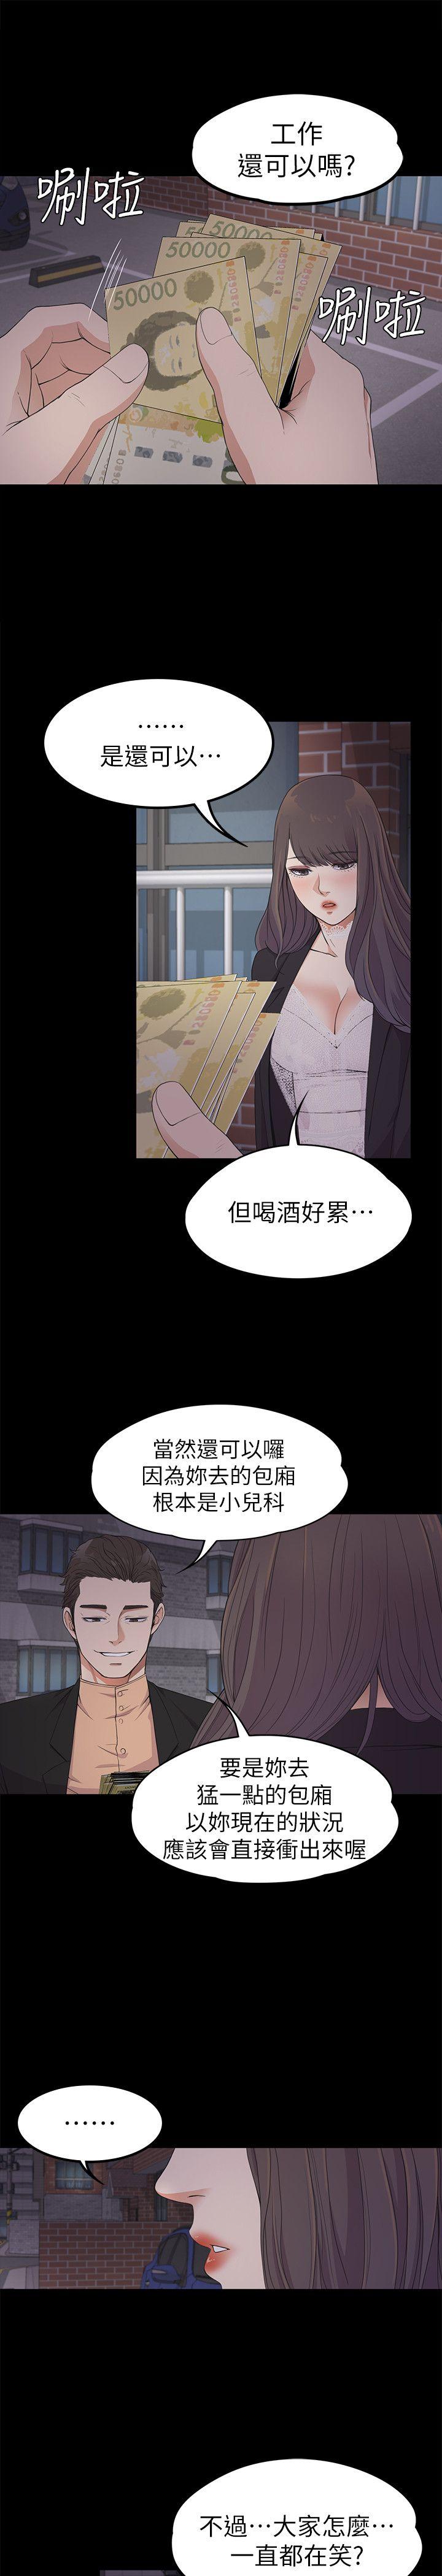 工作
還可以嗎?
唰啦
50000
50000
50000
唰啦
⋯⋯
是還可以⋯
但喝酒好累⋯
當然還可以囉
因為妳去的包廂
根本是小兒科
要是妳去
猛一點的包廂
以妳現在的狀況
應該會直接衝出來喔
⋯⋯
不過⋯大家怎麼⋯
一直都在笑?